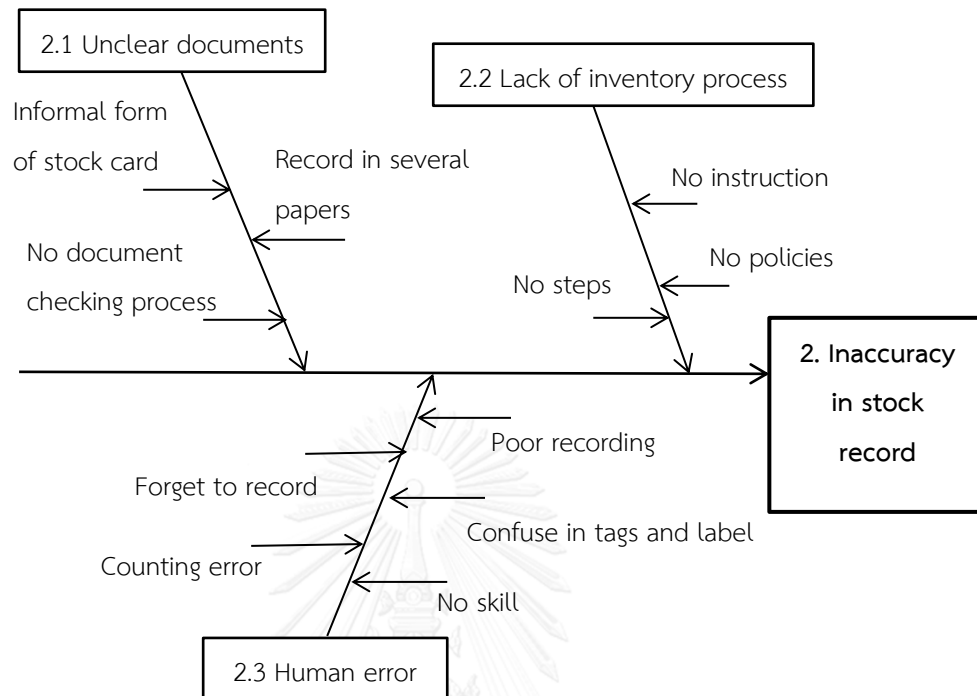 2.1 Unclear documents
2.2 Lack of inventory process
Informal form
of stock card
Record in several
papers
No document
checking process
No instruction
No policies
No steps
2. Inaccuracy
in stock
record
Poor recording
Forget to record
Confuse in tags and label
Counting error
No skill
2.3 Human error